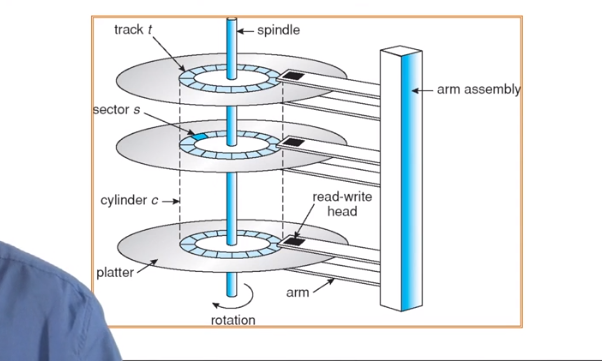 track t
spindle
arm assembly
sector s
cylinder c
read-write
head
platter
arm
rotation